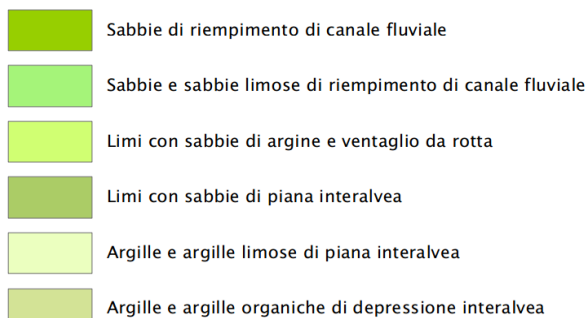 Sabbie di riempimento di canale fluviale
Sabbie e sabbie limose di riempimento di canale fluviale
Limi con sabbie di argine e ventaglio da rotta
Limi con sabbie di piana interalvea
Argille e argille limose di piana interalvea
Argille e argille organiche di depressione interalvea